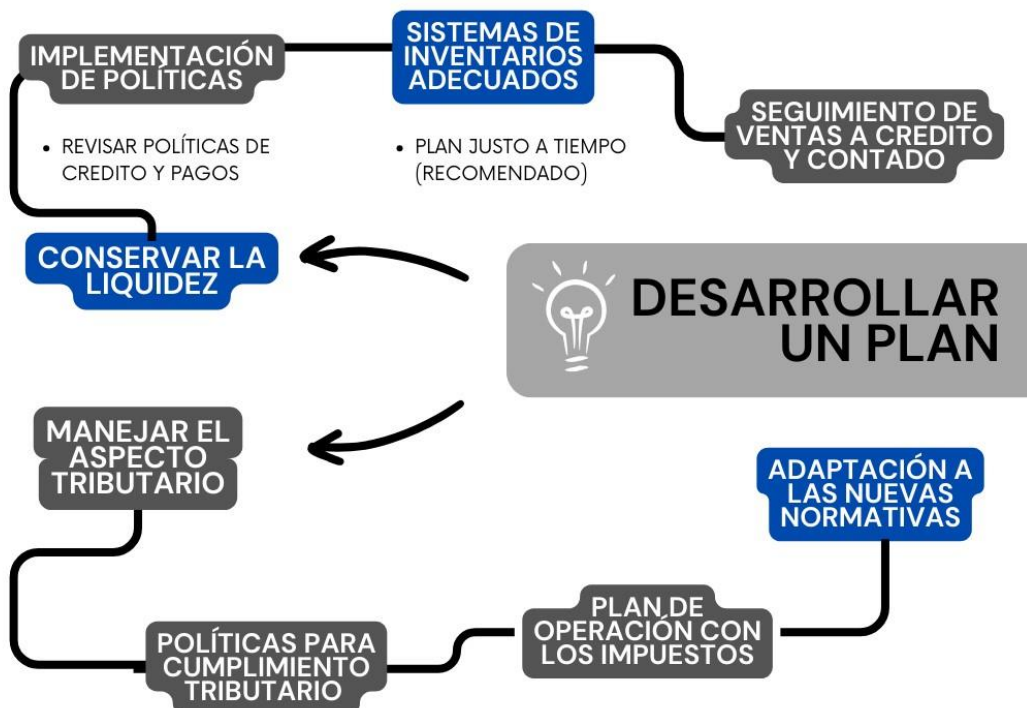 IMPLEMENTACIÓN
DE POLÍTICAS
• REVISAR POLÍTICAS DE
CREDITO Y PAGOS
SISTEMAS DE
INVENTARIOS
ADECUADOS
• PLAN JUSTO A TIEMPO
(RECOMENDADO)
SEGUIMIENTO DE
VENTAS A CREDITO
Y CONTADO
CONSERVAR LA
LIQUIDEZ
DESARROLLAR
UN PLAN
MANEJAR EL
ASPECTO
TRIBUTARIO
ADAPTACIÓN A
LAS NUEVAS
NORMATIVAS
POLÍTICAS PARA
CUMPLIMIENTO
TRIBUTARIO
PLAN DE
OPERACIÓN CON
LOS IMPUESTOS